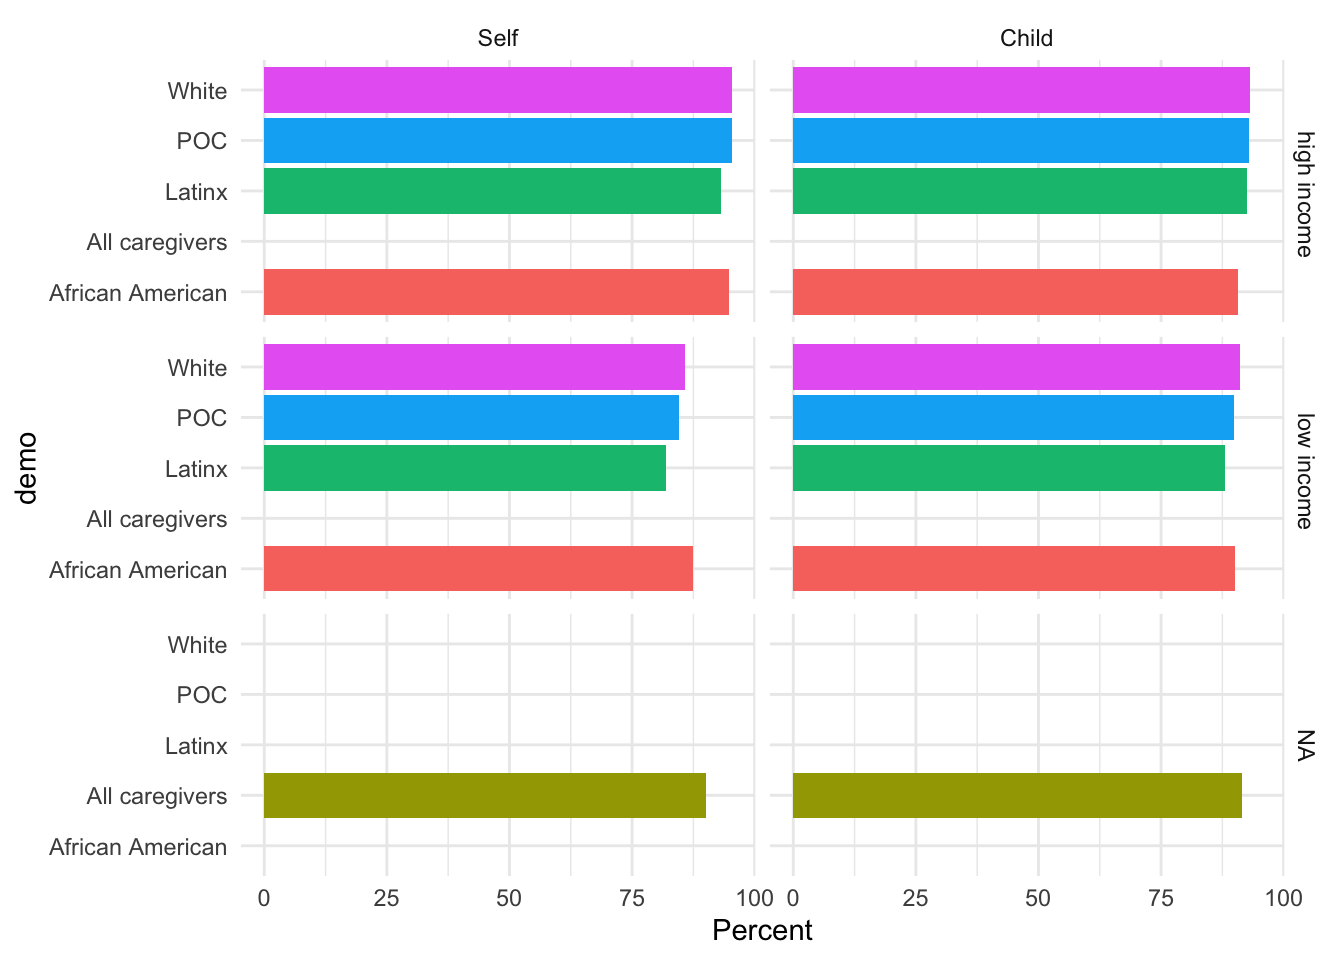 Self Child
White
POC
Latinx
All caregivers
African American
high income
White
POC
Latinx
All caregivers
African American
low income
White
POC
Latinx
All caregivers
African American
NA
demo
0 25 50 75 100 0 25 50 75 100
Percent